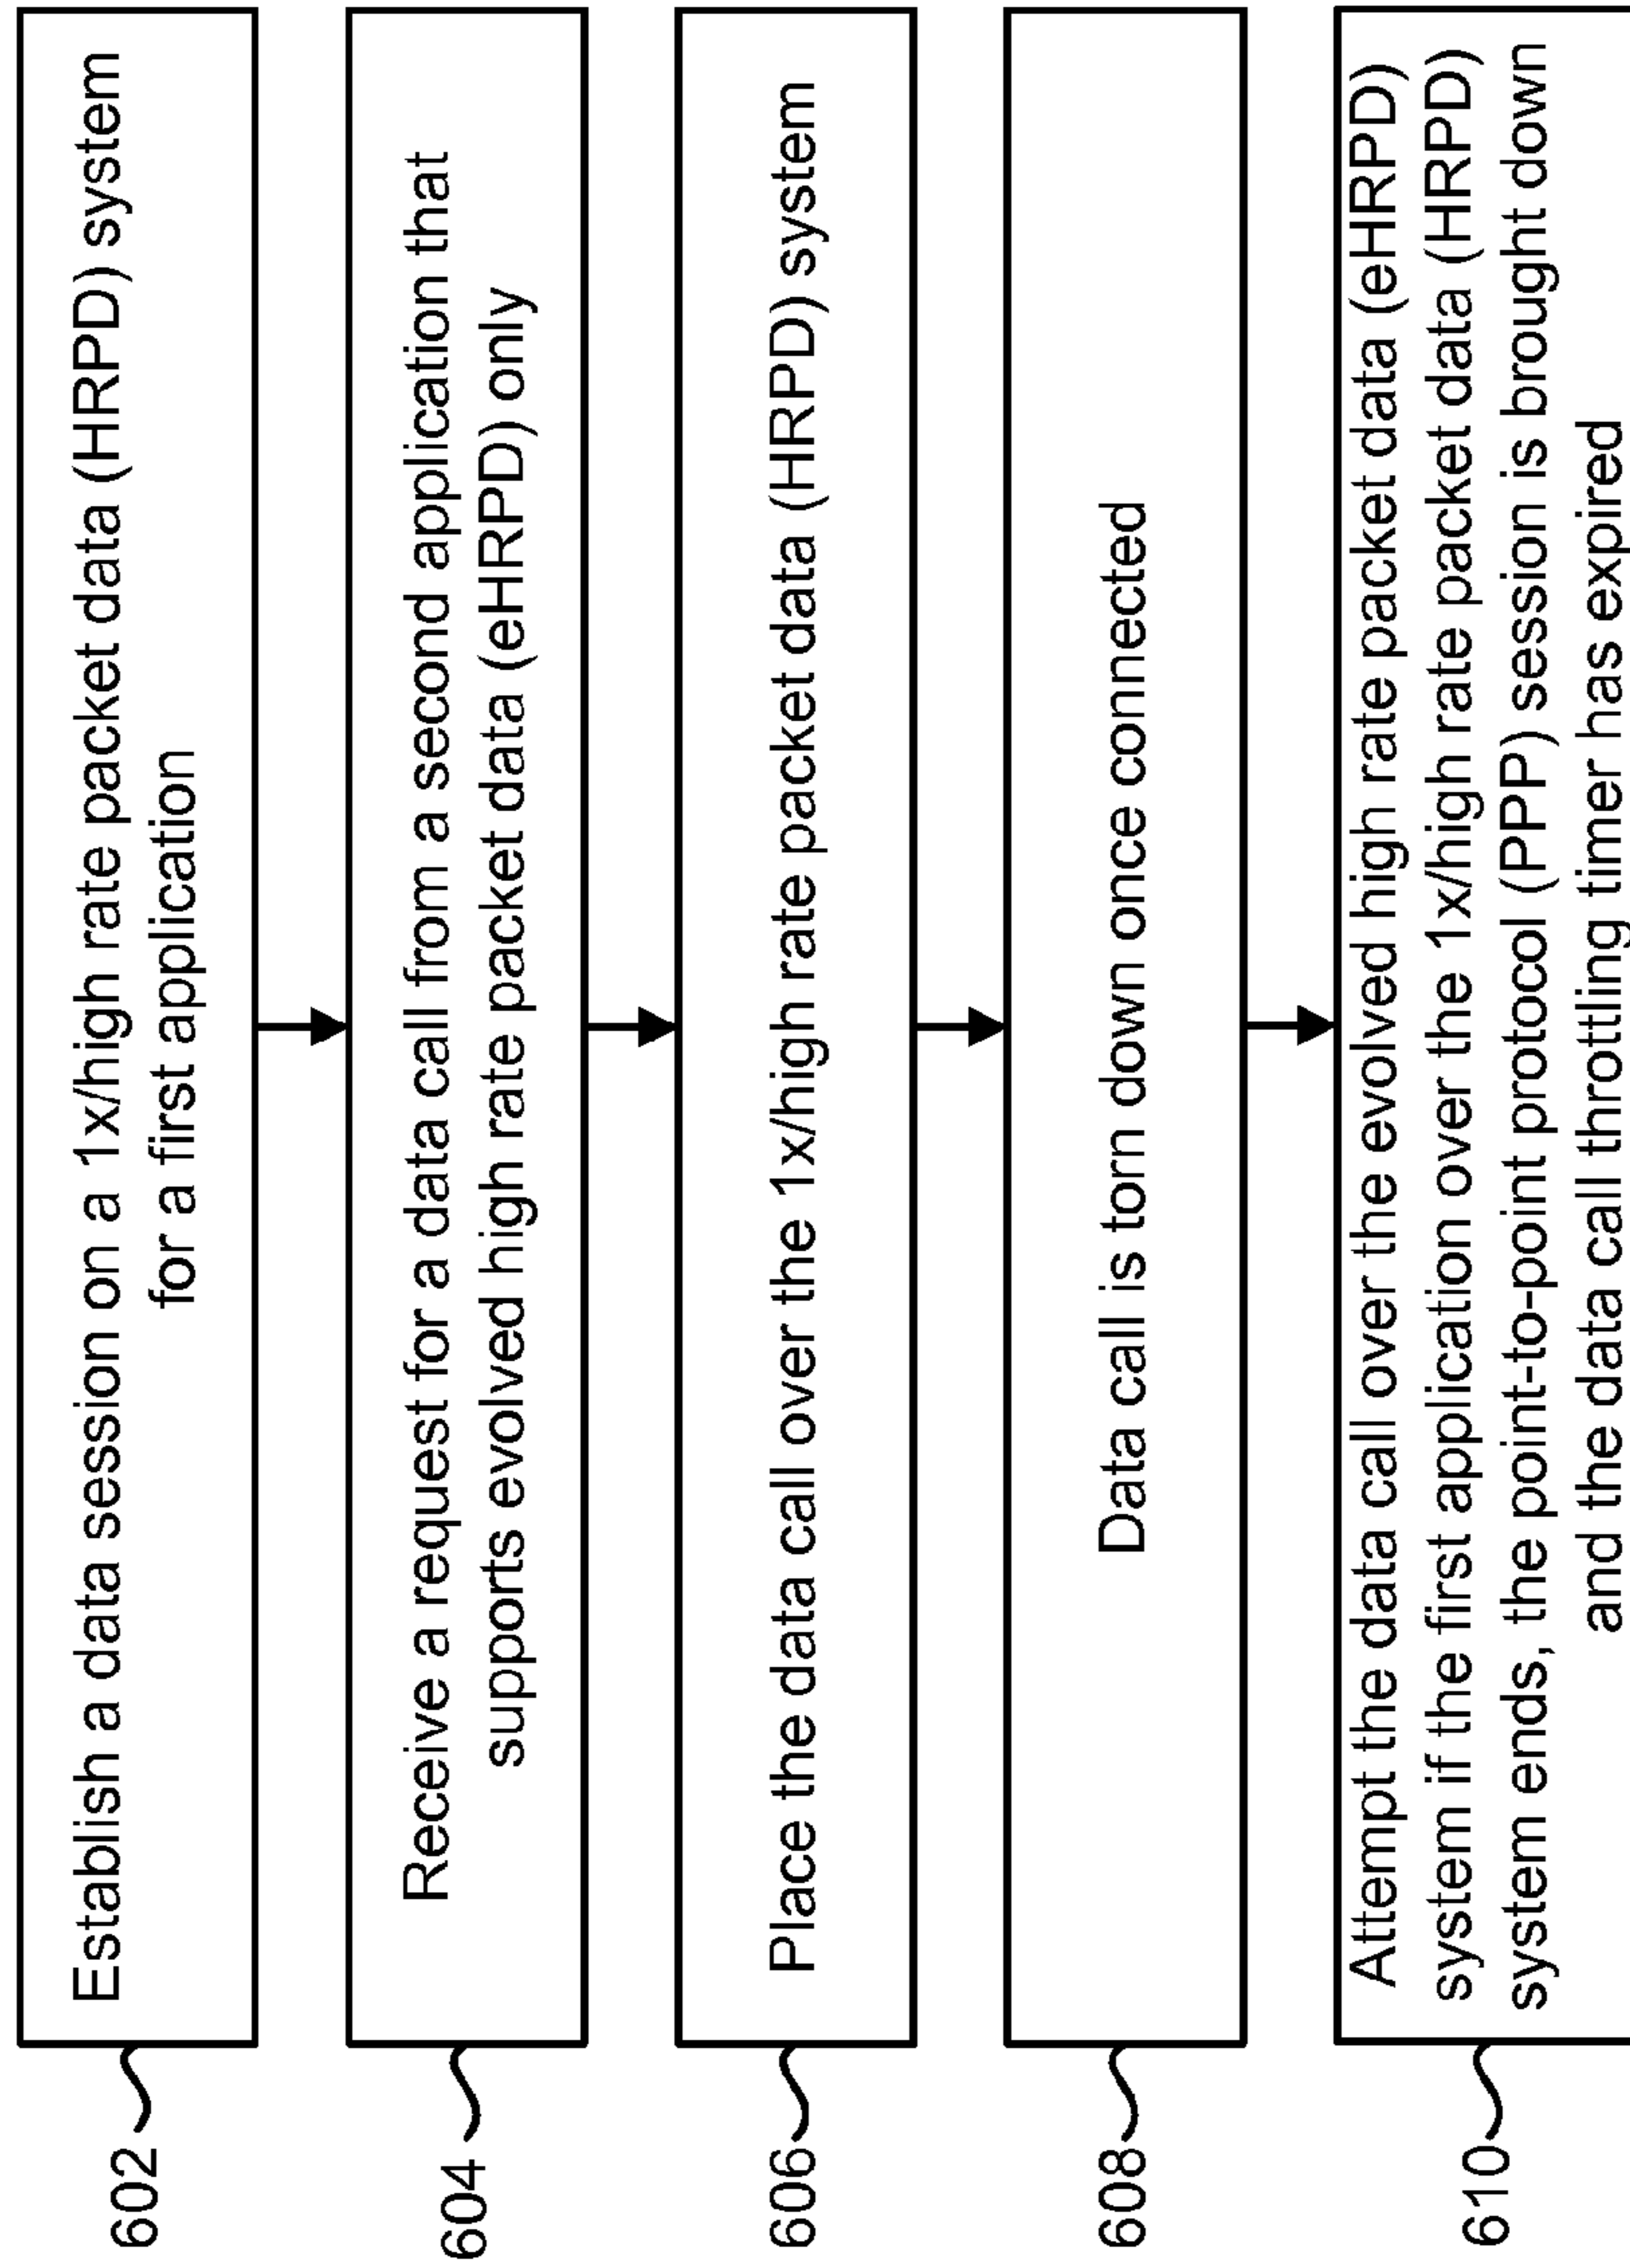 602
Establish a data session on a 1x/high rate packet data (HRPD) system
for a first application
604
Receive a request for a data call from a second application that
supports evolved high rate packet data (eHRPD) only
606
Place the data call over the 1x/high rate packet data (HRPD) system
608
Data call is torn down once connected
610
Attempt the data call over the evolved high rate packet data (eHRPD)
system if the first application over the 1x/high rate packet data (HRPD)
system ends, the point-to-point protocol (PPP) session is brought down
and the data call throttling timer has expired